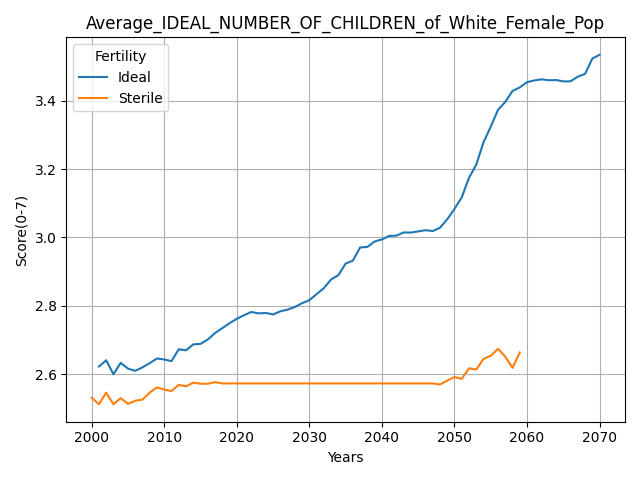 Average_IDEAL_NUMBER_OF_CHILDREN_of_White_Female_Pop
Fertility
Ideal
Sterile
Score(0-7)
3.4
3.2
3.0
2.8
2.6
2000 2010 2020 2030 2040 2050 2060 2070
Years